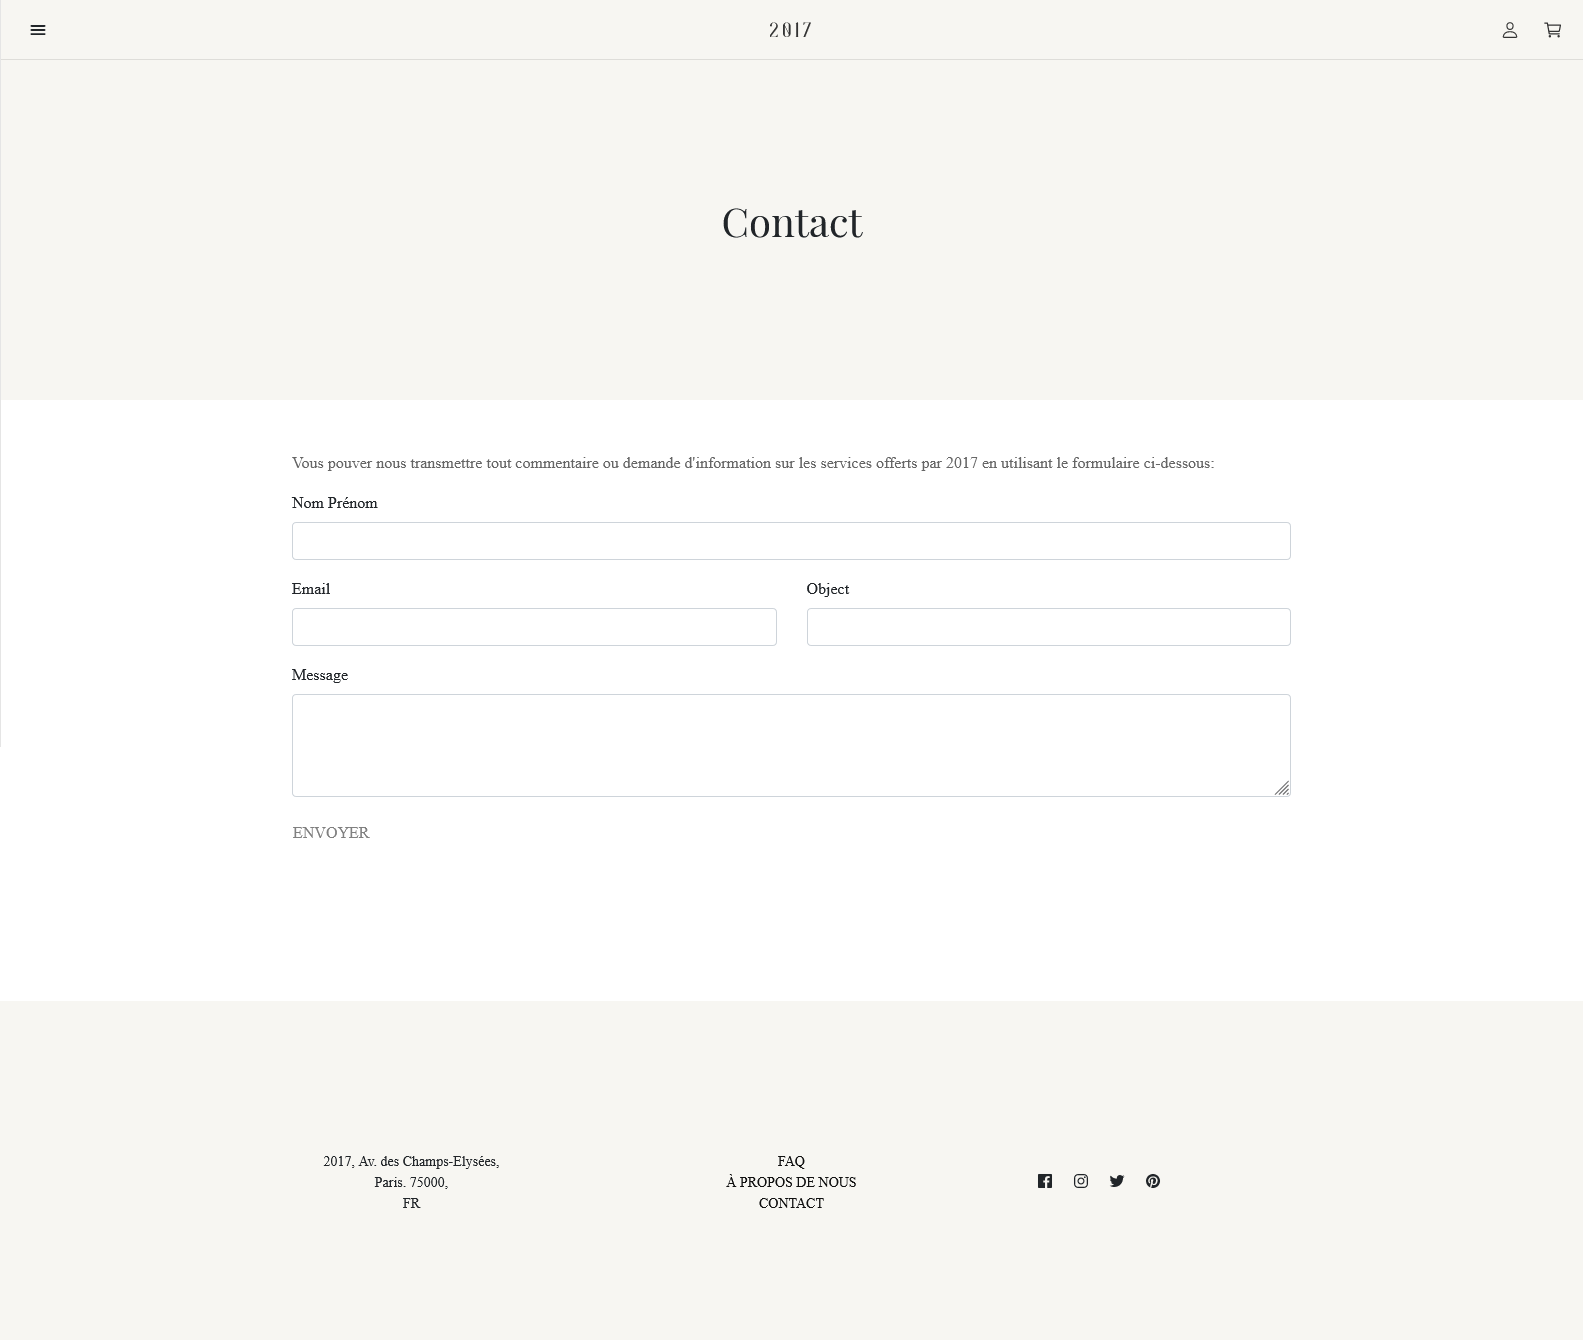 2017
Contact
Vous pouver nous transmettre tout commentaire ou demande d'information sur les services offerts par 2017 en utilisant le formulaire ci-dessous:
Nom Prénom
Email
Object
Message
ENVOYER
2017, Av. des Champs-Elysées,
Paris. 75000,
FR
FAQ
À PROPOS DE NOUS
CONTACT